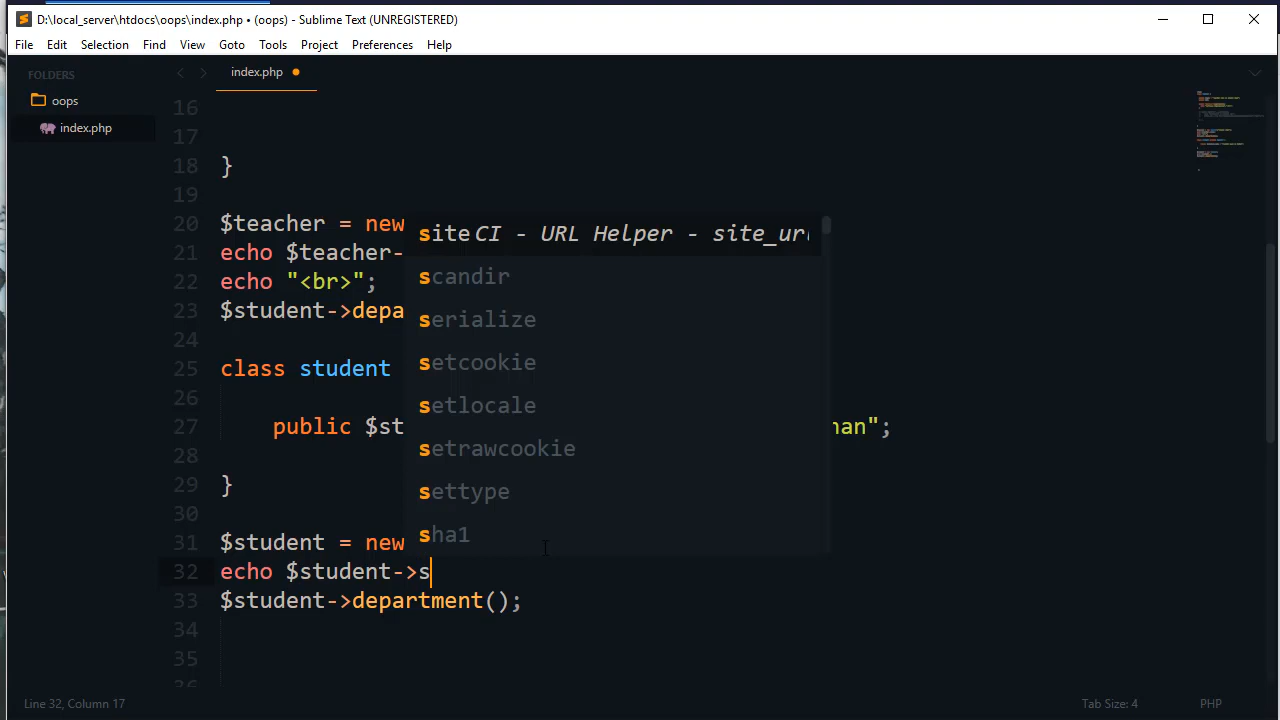 D:\local_server\htdocs\oops\index.php • (oops) - Sublime Text (UNREGISTERED)
File Edit Selection Find View Goto Tools Project Preferences Help
FOLDERS
oops
index.php
index.php
16
17
18 }
19
20 $teacher = new
21 echo $teacher-
22 echo "<br>";
23 $student->depa
24
25 class student
26
27 public $st han";
28
29 }
30
31 $student = new
32 echo $student->s
33 $student->department();
34
35
36
site CI - URL Helper - site_url
scandir
serialize
setcookie
setlocale
setrawcookie
settype
sha1
Line 32, Column 17
Tab Size: 4
PHP